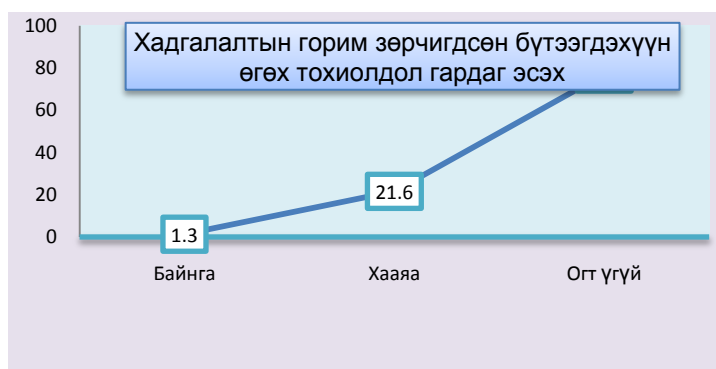 Хадгалалтын горим зөрчигдсөн бүтээгдэхүүн
өгөх тохиолдол гардаг эсэх
100
80
60
40
20
0
1.3
21.6
Байнга
Хааяа
Огт үгүй